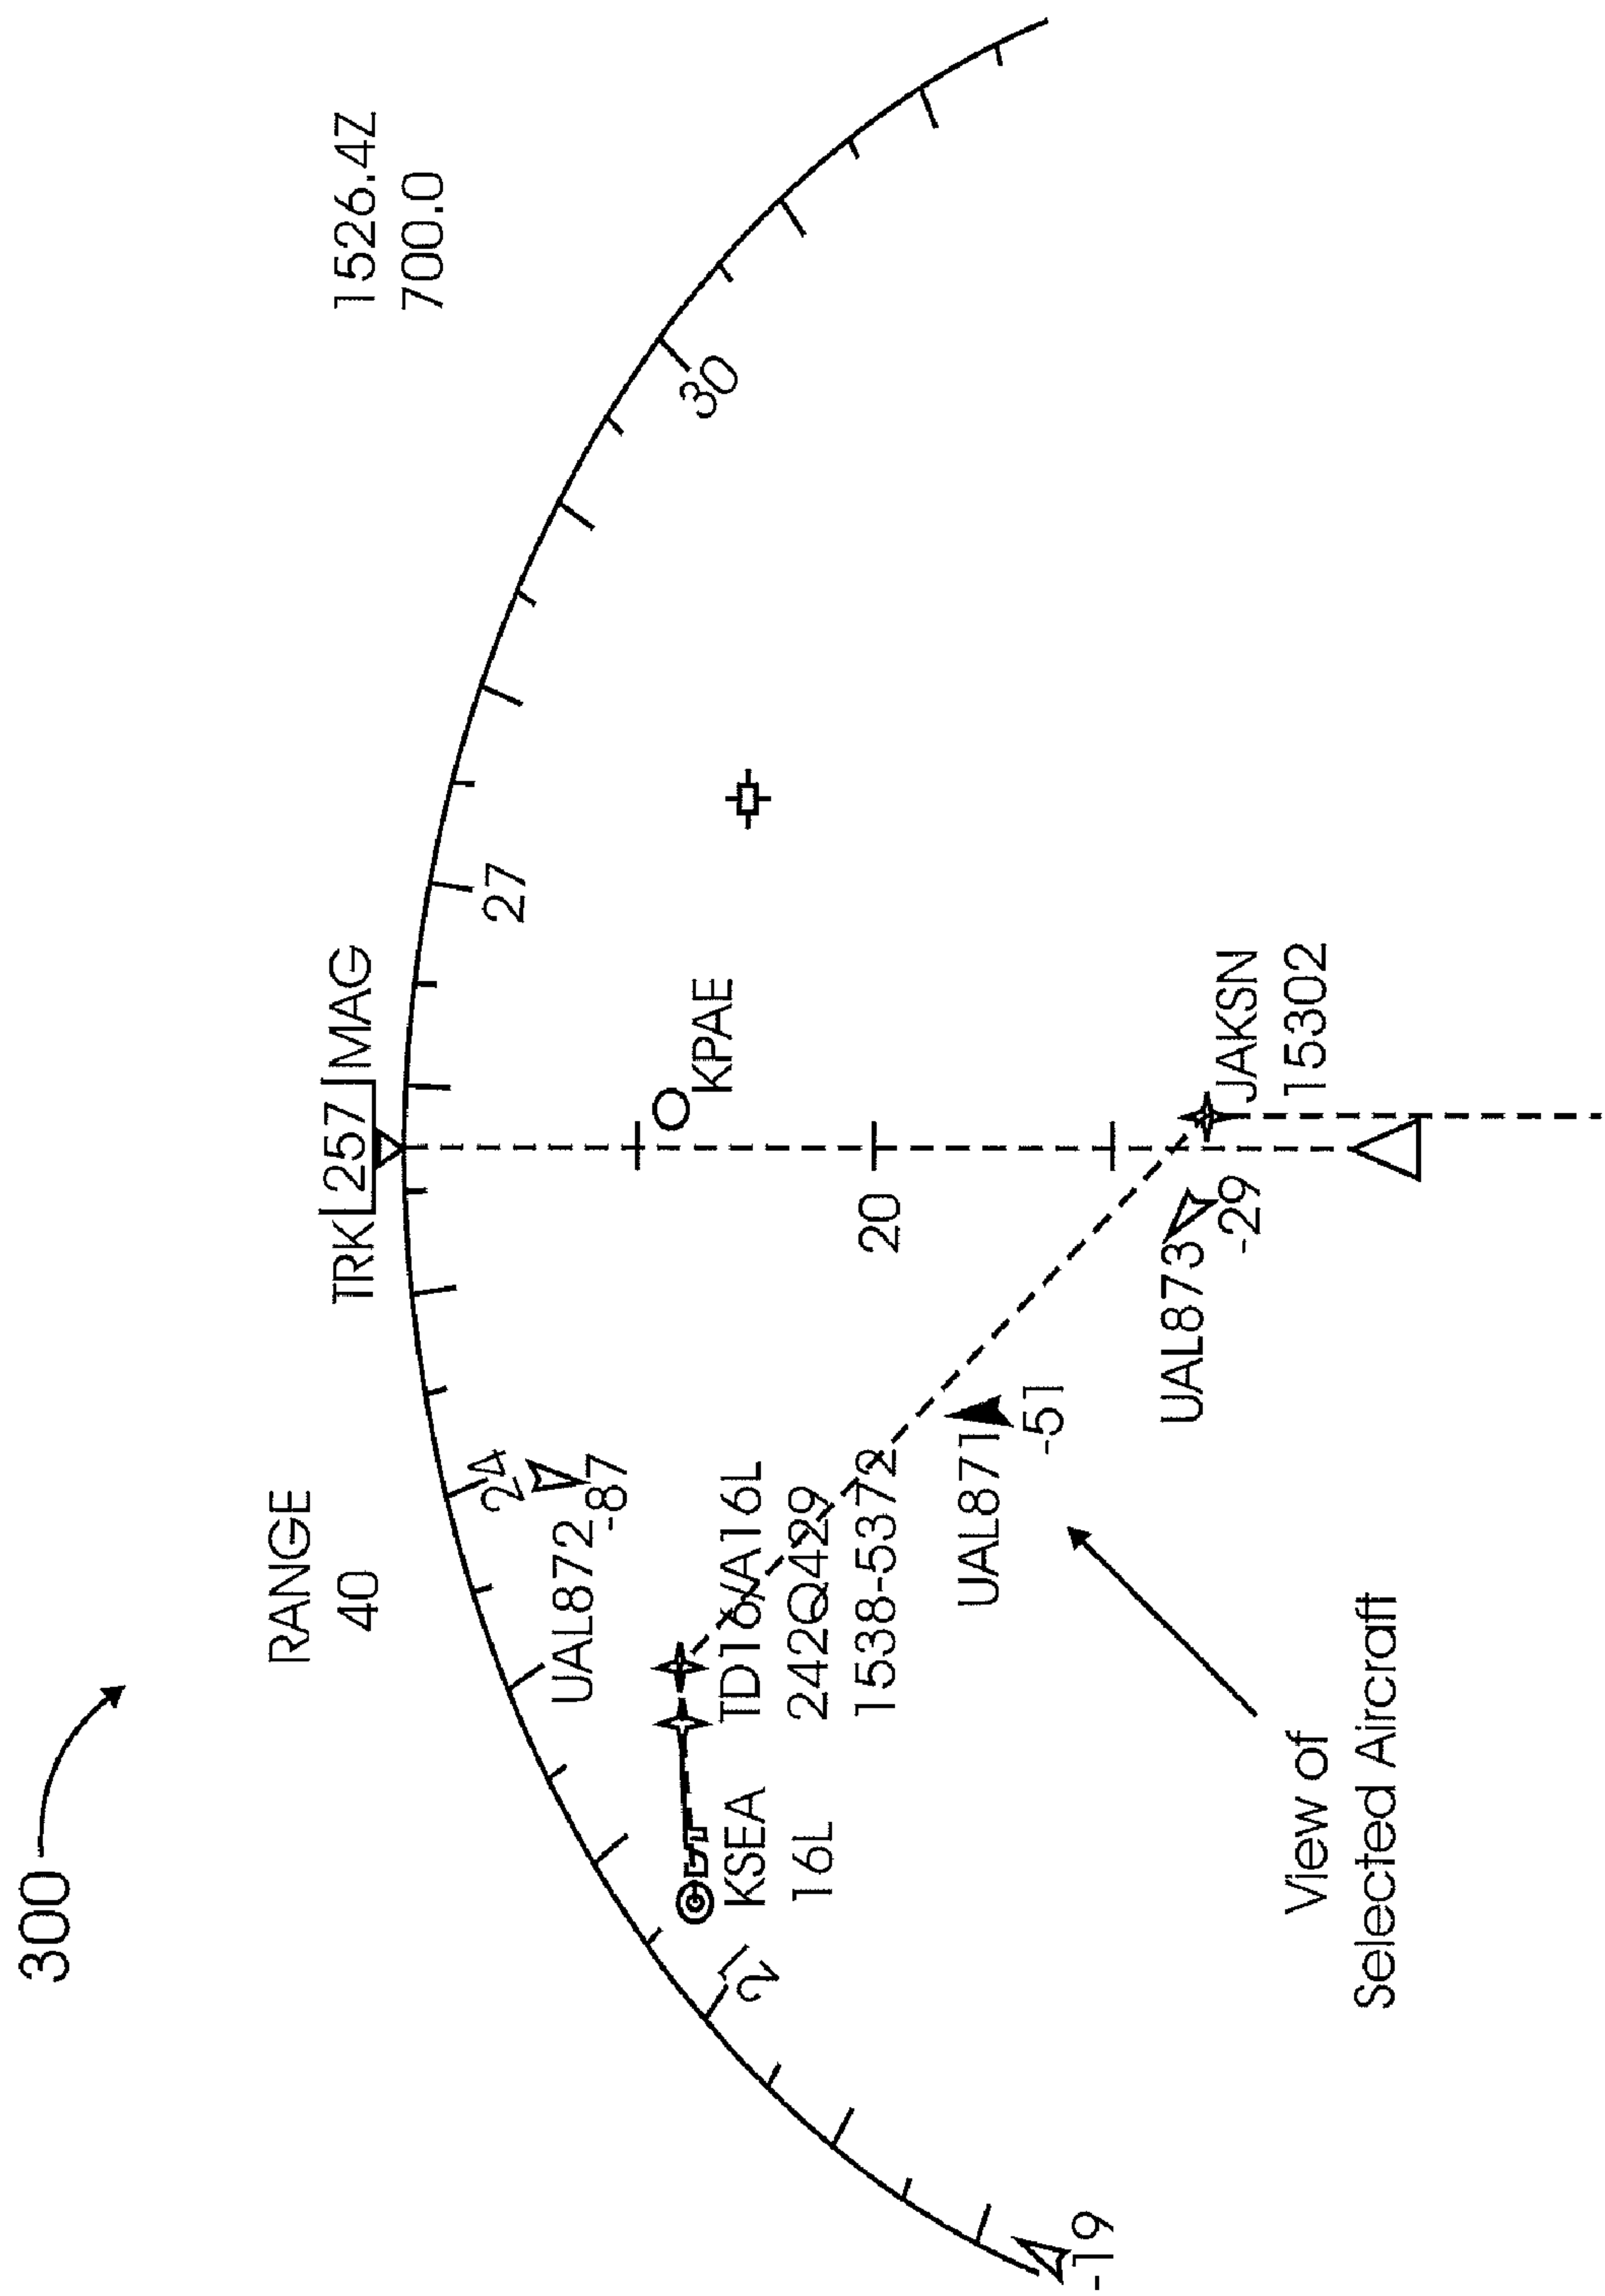 300
RANGE
40
TRK 257 MAG
1526.4Z
700.0
24
27
30
21
20
UAL872
-87
KPAE
TD16/A16L
242Q429
1538-5372
KSEA
16L
UAL871
-51
UAL873
-29
JAKSN
15302
-19
View of
Selected Aircraft